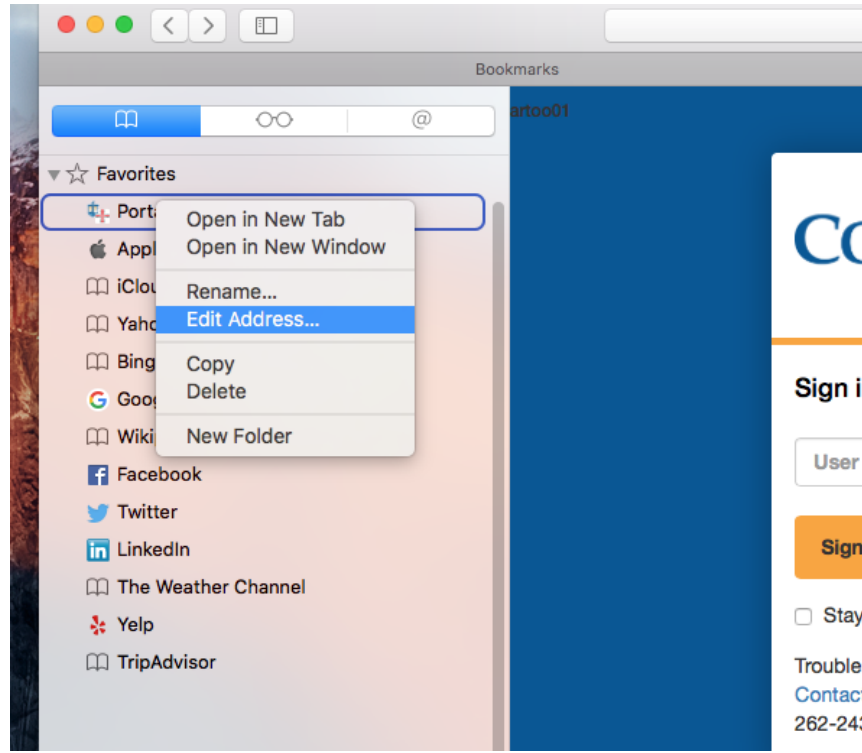 Bookmarks
@
artoo01
Favorites
Port
Open in New Tab
Open in New Window
Appl
iClou
Rename...
Edit Address...
Yaho
Bing
Copy
Delete
Goog
Wiki
New Folder
Facebook
Twitter
in LinkedIn
The Weather Channel
Yelp
TripAdvisor
Co
Sign i
User
Sign
Stay
Trouble
Contact
262-243